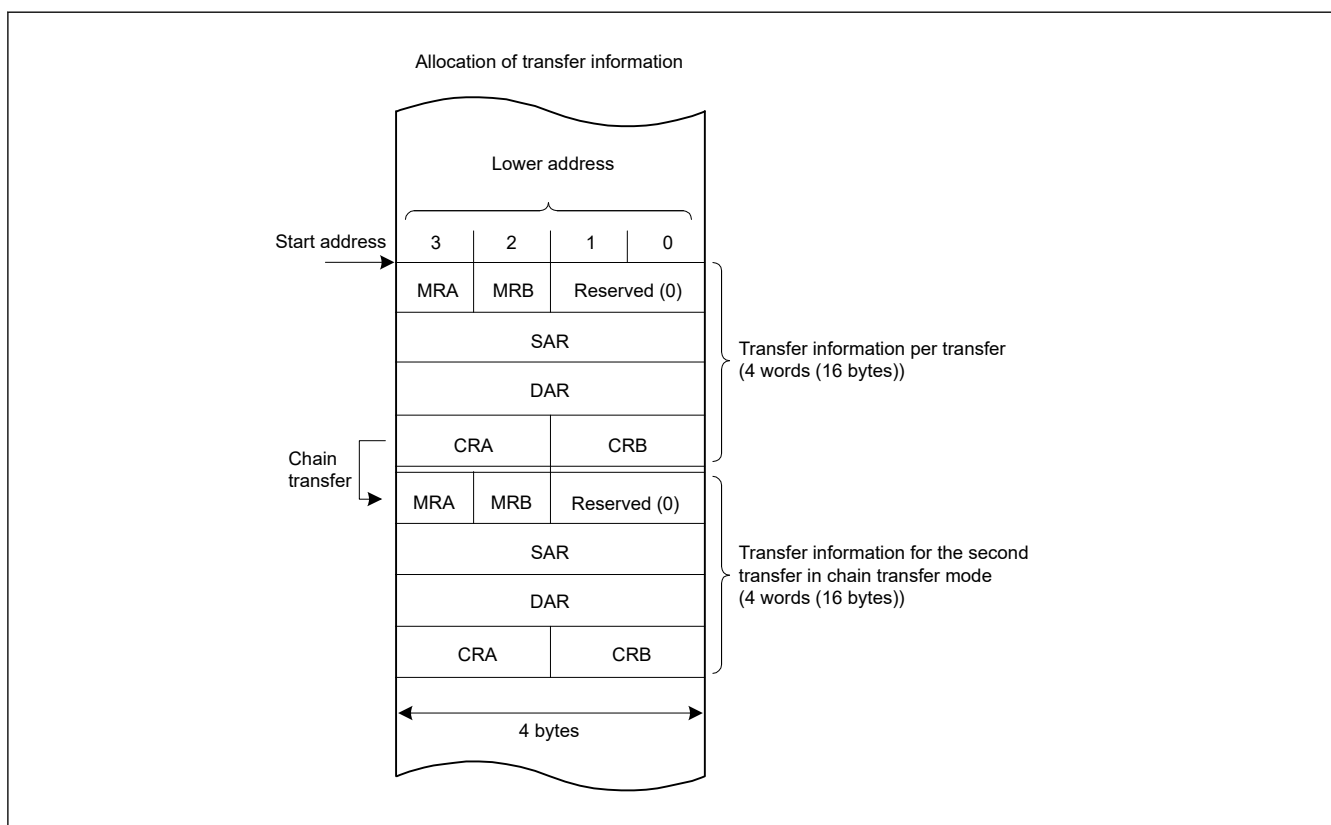 Allocation of transfer information
Lower address
Start address
3 2 1 0
MRA MRB Reserved (0)
SAR
DAR
CRA CRB
Transfer information per transfer
(4 words (16 bytes))
Chain
transfer
MRA MRB Reserved (0)
SAR
DAR
CRA CRB
Transfer information for the second
transfer in chain transfer mode
(4 words (16 bytes))
4 bytes